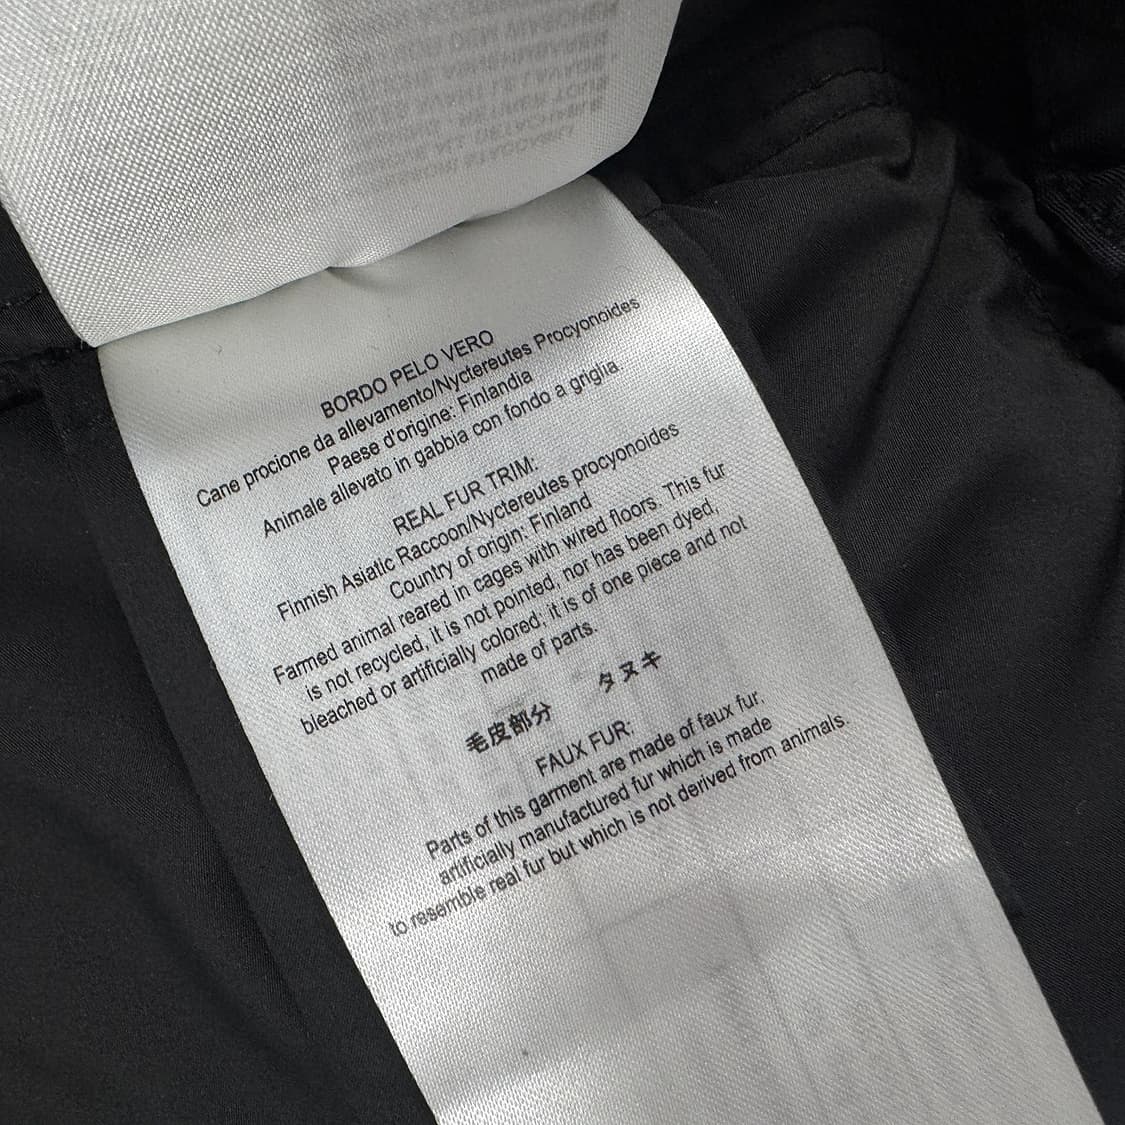 BORDO PELO VERO
Cane procione da allevamento/Nyctereutes Procyonoides
Paese d'origine: Finlandia
Animale allevato in gabbia con fondo a griglia
REAL FUR TRIM:
Finnish Asiatic Raccoon/Nyctereutes procyonoides
Country of origin: Finland
Farmed animal reared in cages with wired floors. This fur
is not recycled, it is not pointed, nor has been dyed,
bleached or artificially colored; it is of one piece and not
made of parts.
毛皮部分 タヌキ
FAUX FUR:
Parts of this garment are made of faux fur,
artificially manufactured fur which is made
to resemble real fur but which is not derived from animals.